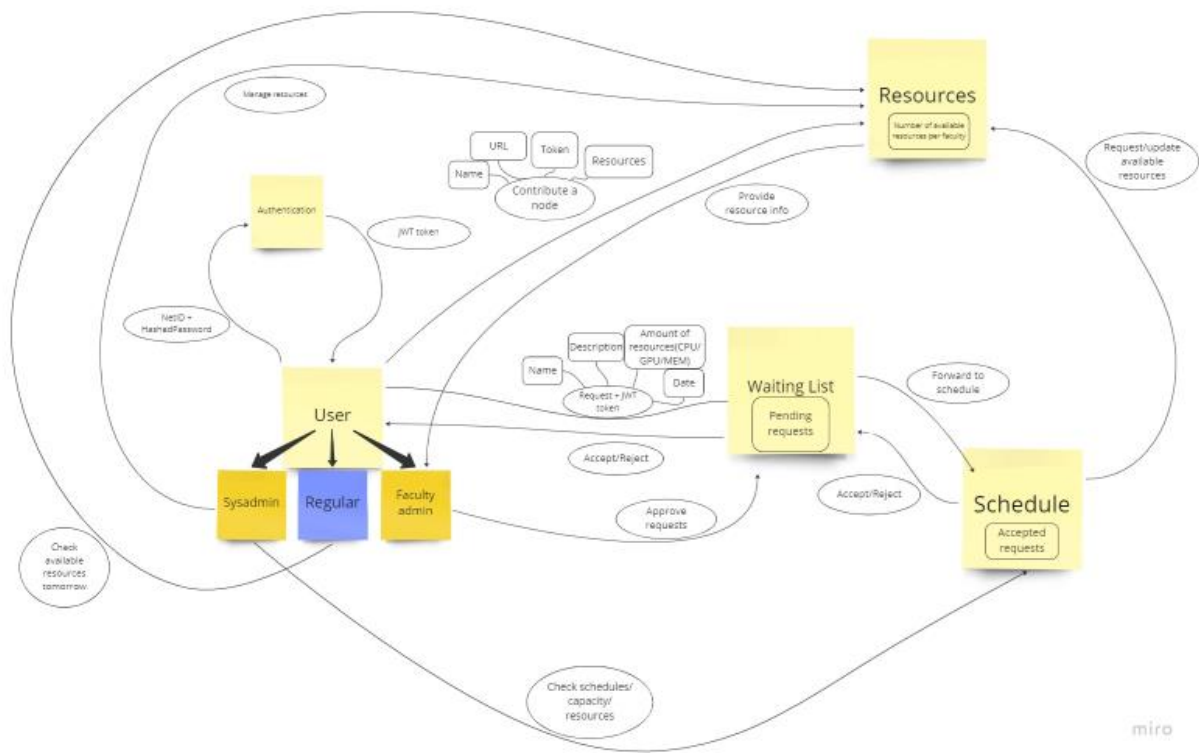 Manage resources
Resources
Number of available
resources per faculty
URL
Token
Resources
Name
Contribute a
node
Request/update
available
resources
Provide
resource info
Authentication
JWT token
NetID +
HashedPassword
Amount of
resources(CPU/
GPU/MEM)
Description
Name
Date
Request + JWT
token
Waiting List
Pending
requests
Forward to
schedule
User
Accept/Reject
Accept/Reject
Sysadmin
Regular
Faculty
admin
Approve
requests
Schedule
Accepted
requests
Check
available
resources
tomorrow
Check schedules/
capacity/
resources
miro